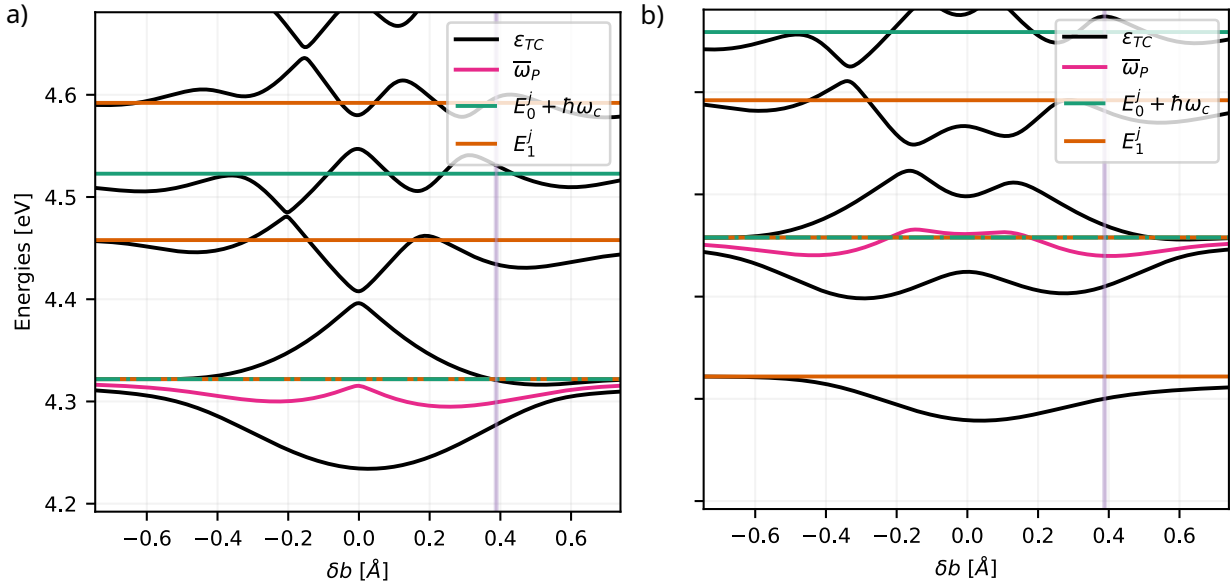 a)
Energies [eV]
4.6
4.5
4.4
4.3
4.2
−0.6 −0.4 −0.2 0.0 0.2 0.4 0.6
δb [Å]
ε_TC
ω̅_P
E_0^j + ħω_c
E_1^j
b)
−0.6 −0.4 −0.2 0.0 0.2 0.4 0.6
δb [Å]
ε_TC
ω̅_P
E_0^j + ħω_c
E_1^j